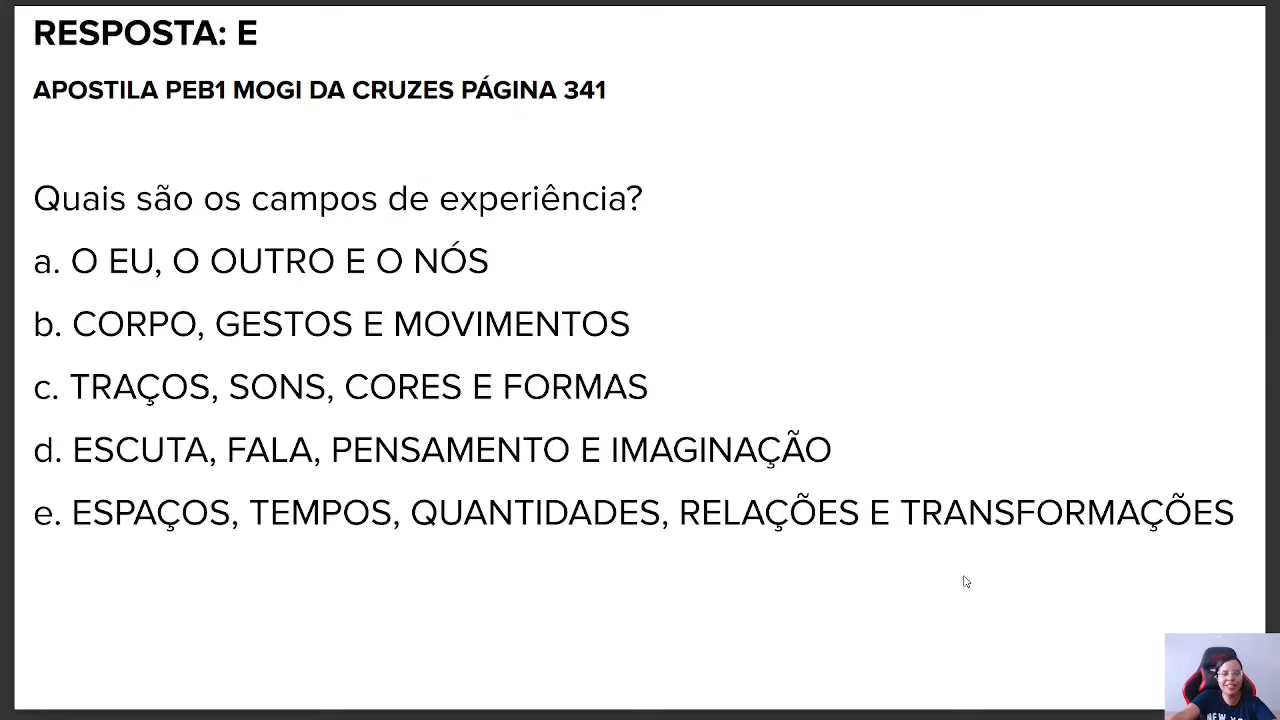 RESPOSTA: E
APOSTILA PEB1 MOGI DA CRUZES PÁGINA 341
Quais são os campos de experiência?
a. O EU, O OUTRO E O NÓS
b. CORPO, GESTOS E MOVIMENTOS
c. TRAÇOS, SONS, CORES E FORMAS
d. ESCUTA, FALA, PENSAMENTO E IMAGINAÇÃO
e. ESPAÇOS, TEMPOS, QUANTIDADES, RELAÇÕES E TRANSFORMAÇÕES